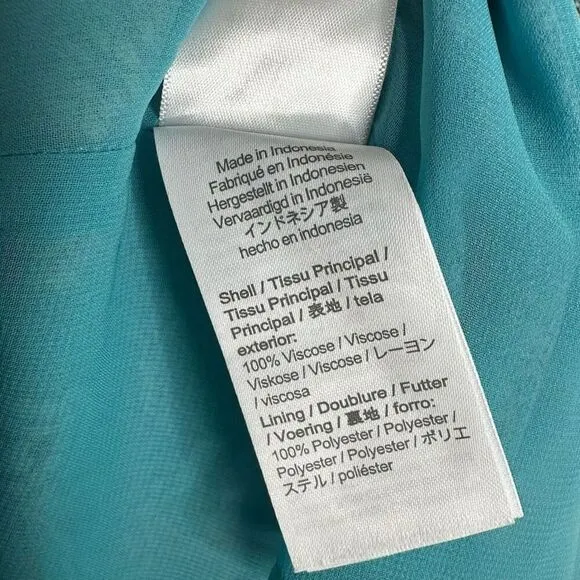 Made in Indonesia
Fabriqué en Indonésie
Hergestellt in Indonesien
Vervaardigd in Indonesië
インドネシア製
hecho en indonesia
Shell / Tissu Principal /
Tissu Principal / Tissu
Principal / 表地 / tela
exterior:
100% Viscose / Viscose /
Viskose / Viscose / レーヨン
/ viscosa
Lining / Doublure / Futter
/ Voering / 裏地 / forro:
100% Polyester / Polyester /
Polyester / Polyester / ポリエ
ステル / poliéster